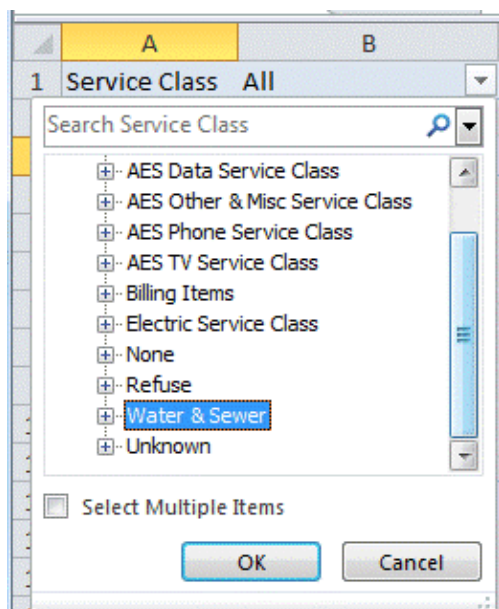 A B
1 Service Class All
Search Service Class
AES Data Service Class
AES Other & Misc Service Class
AES Phone Service Class
AES TV Service Class
Billing Items
Electric Service Class
None
Refuse
Water & Sewer
Unknown
Select Multiple Items
OK Cancel